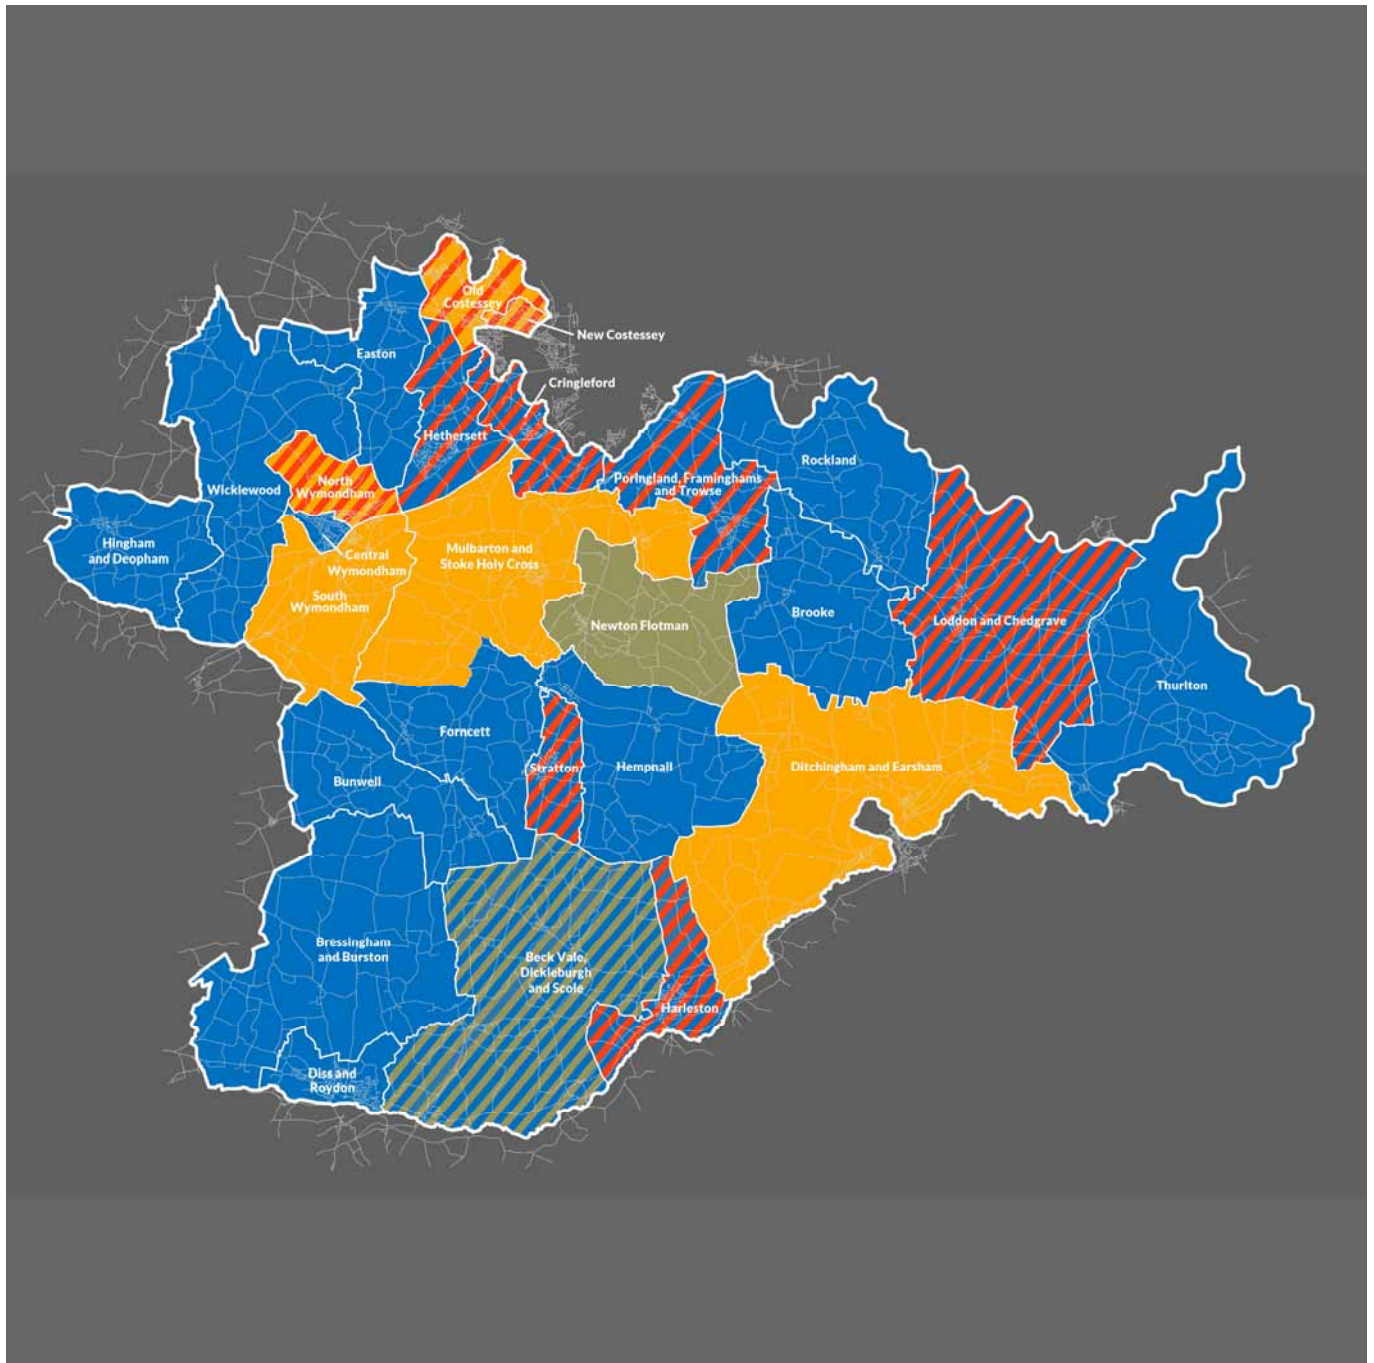 Old
Costessey
New Costessey
Easton
Cringleford
Hethersett
Rockland
Poringland, Framinghams
and Trowse
North
Wymondham
Wicklewood
Hingham
and Deopham
Central
Wymondham
Mulbarton and
Stoke Holy Cross
South
Wymondham
Newton Flotman
Brooke
Loddon and Chedgrave
Thurlton
Forncett
Stratton
Hempnall
Ditchingham and Earsham
Bunwell
Bressingham
and Burston
Beck Vale,
Dickleburgh
and Scole
Harleston
Diss and
Roydon